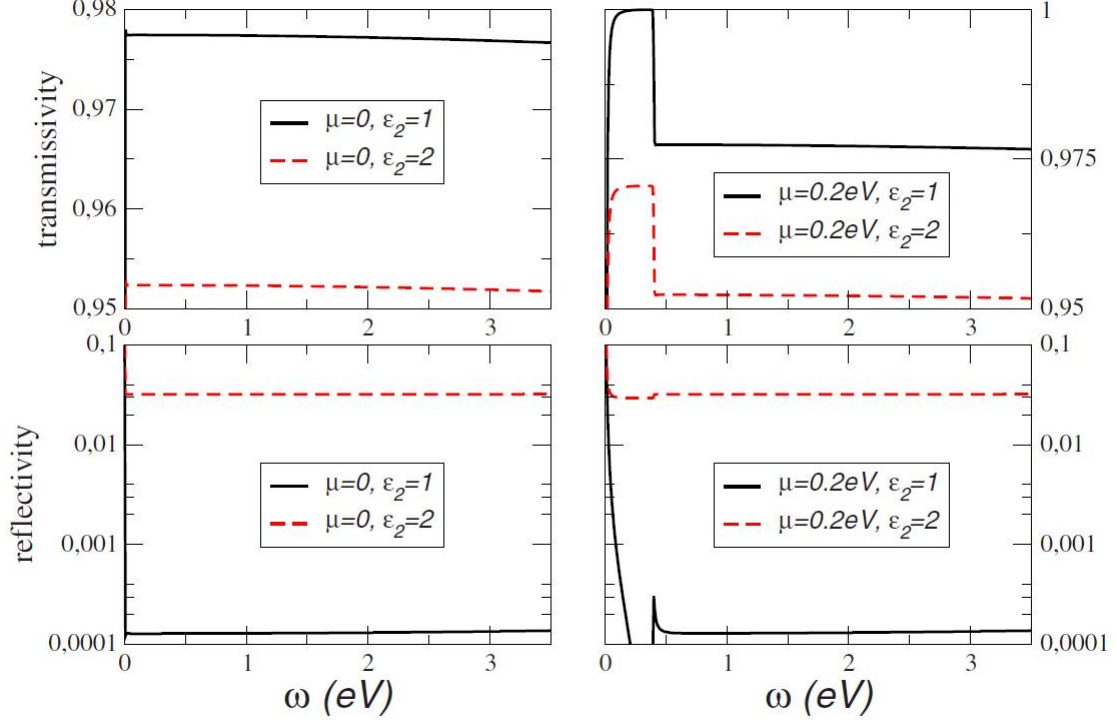 0,98
0,97
0,96
0,95
transmissivity
μ=0, ε2=1
μ=0, ε2=2
0 1 2 3
1
0,975
0,95
μ=0.2eV, ε2=1
μ=0.2eV, ε2=2
0 1 2 3
0,1
0,01
0,001
0,0001
reflectivity
μ=0, ε2=1
μ=0, ε2=2
0 1 2 3
ω (eV)
0,1
0,01
0,001
0,0001
μ=0.2eV, ε2=1
μ=0.2eV, ε2=2
0 1 2 3
ω (eV)